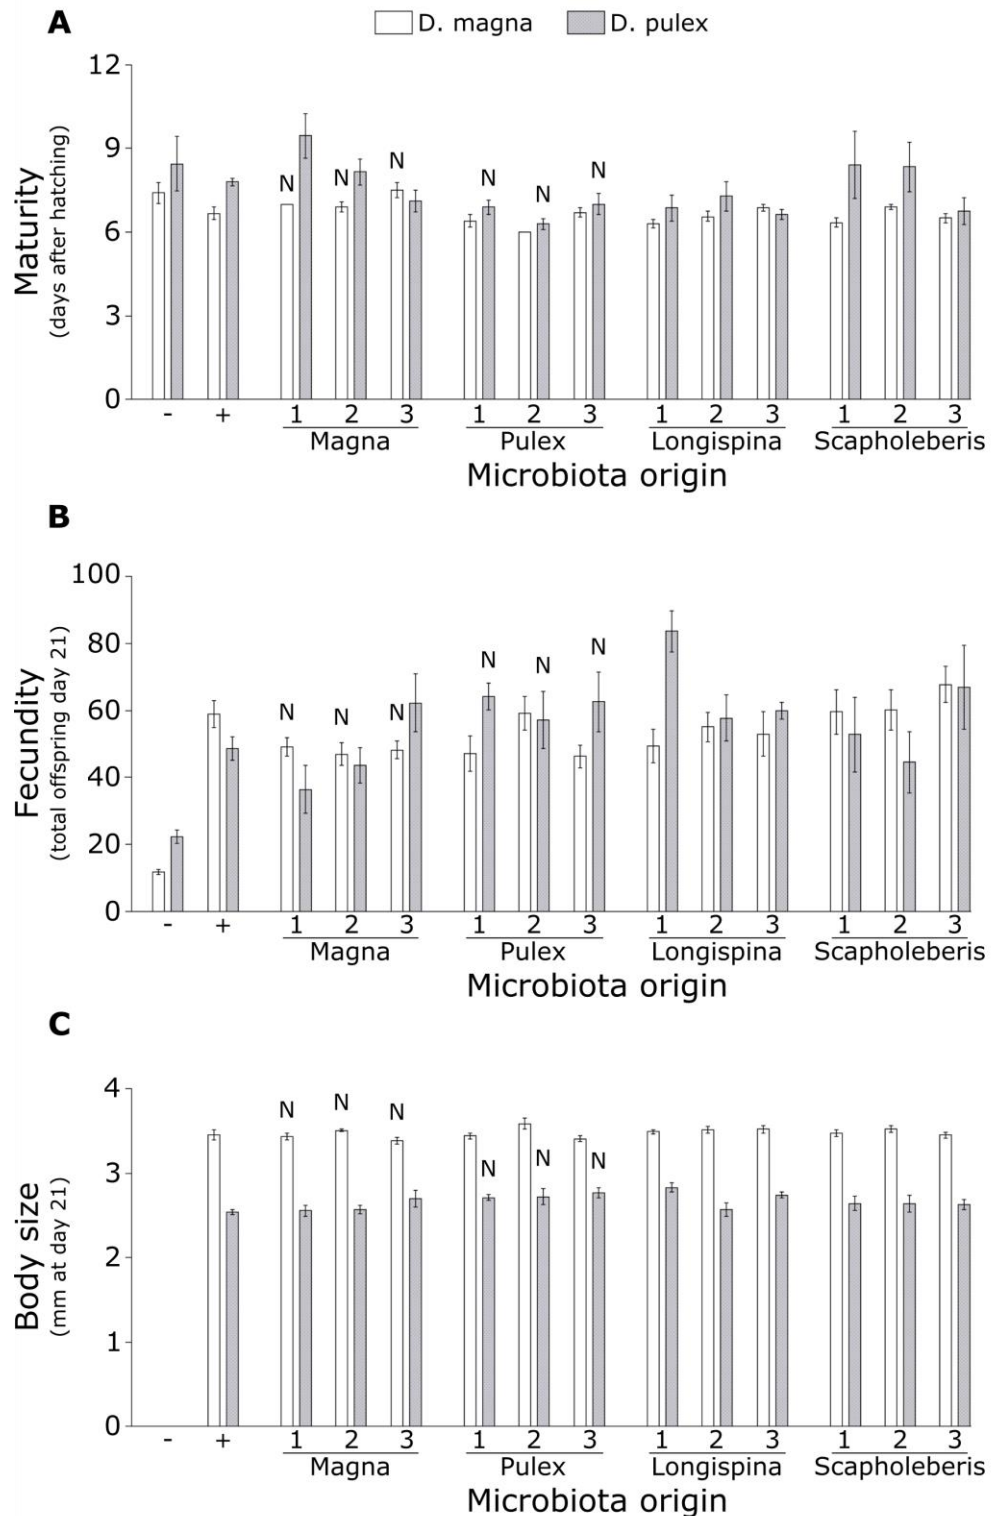 A
D. magna D. pulex
Maturity
(days after hatching)
12
9
6
3
0
N N N N N N
- + 1 2 3 1 2 3 1 2 3 1 2 3
Magna Pulex Longispina Scapholeberis
Microbiota origin
B
Fecundity
(total offspring day 21)
100
80
60
40
20
0
N N N N N N
- + 1 2 3 1 2 3 1 2 3 1 2 3
Magna Pulex Longispina Scapholeberis
Microbiota origin
C
Body size
(mm at day 21)
4
3
2
1
0
N N N
N N N
- + 1 2 3 1 2 3 1 2 3 1 2 3
Magna Pulex Longispina Scapholeberis
Microbiota origin